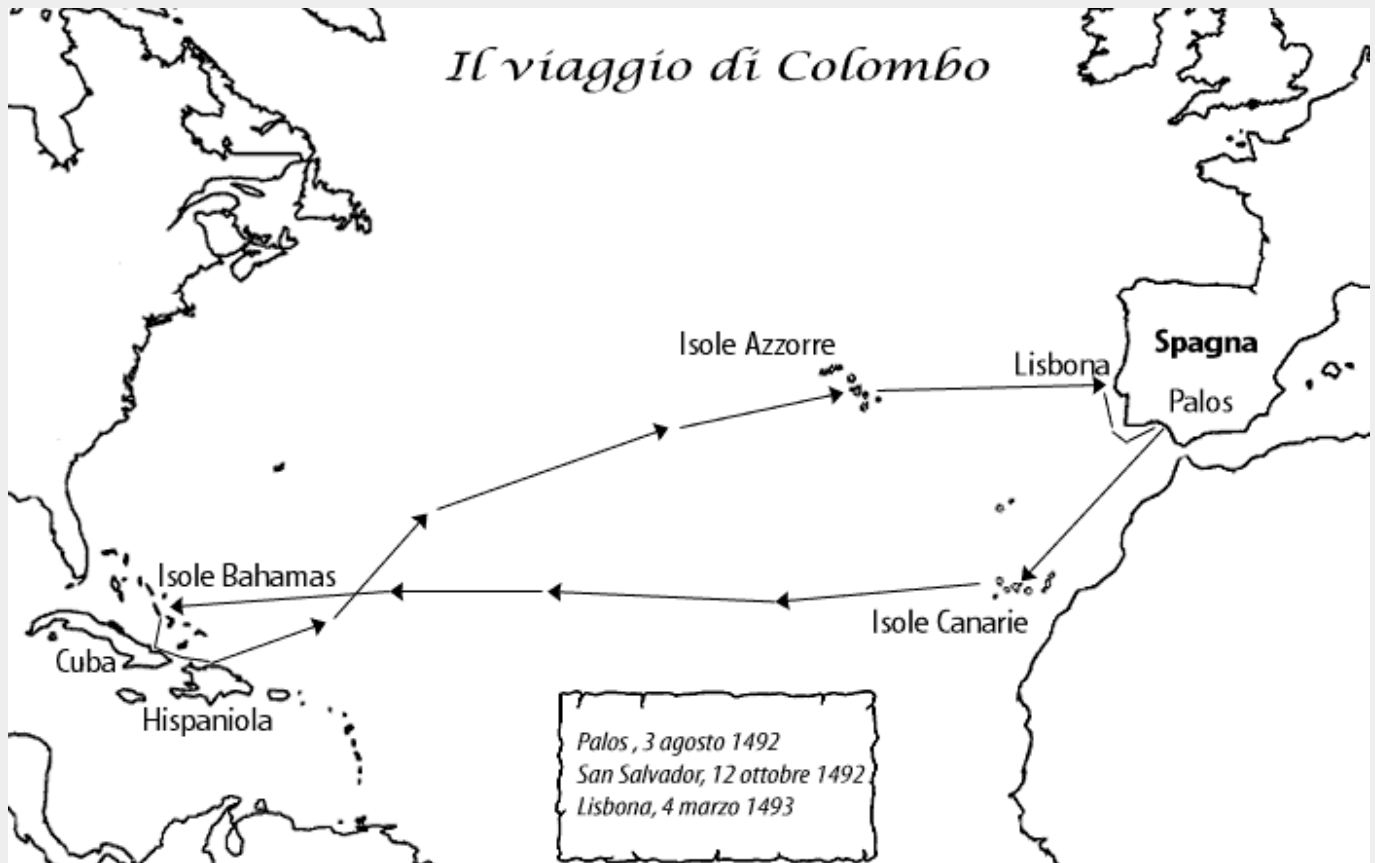 Il viaggio di Colombo
Isole Azzorre
Spagna
Lisbona
Palos
Isole Bahamas
Isole Canarie
Cuba
Hispaniola
Palos , 3 agosto 1492
San Salvador, 12 ottobre 1492
Lisbona, 4 marzo 1493